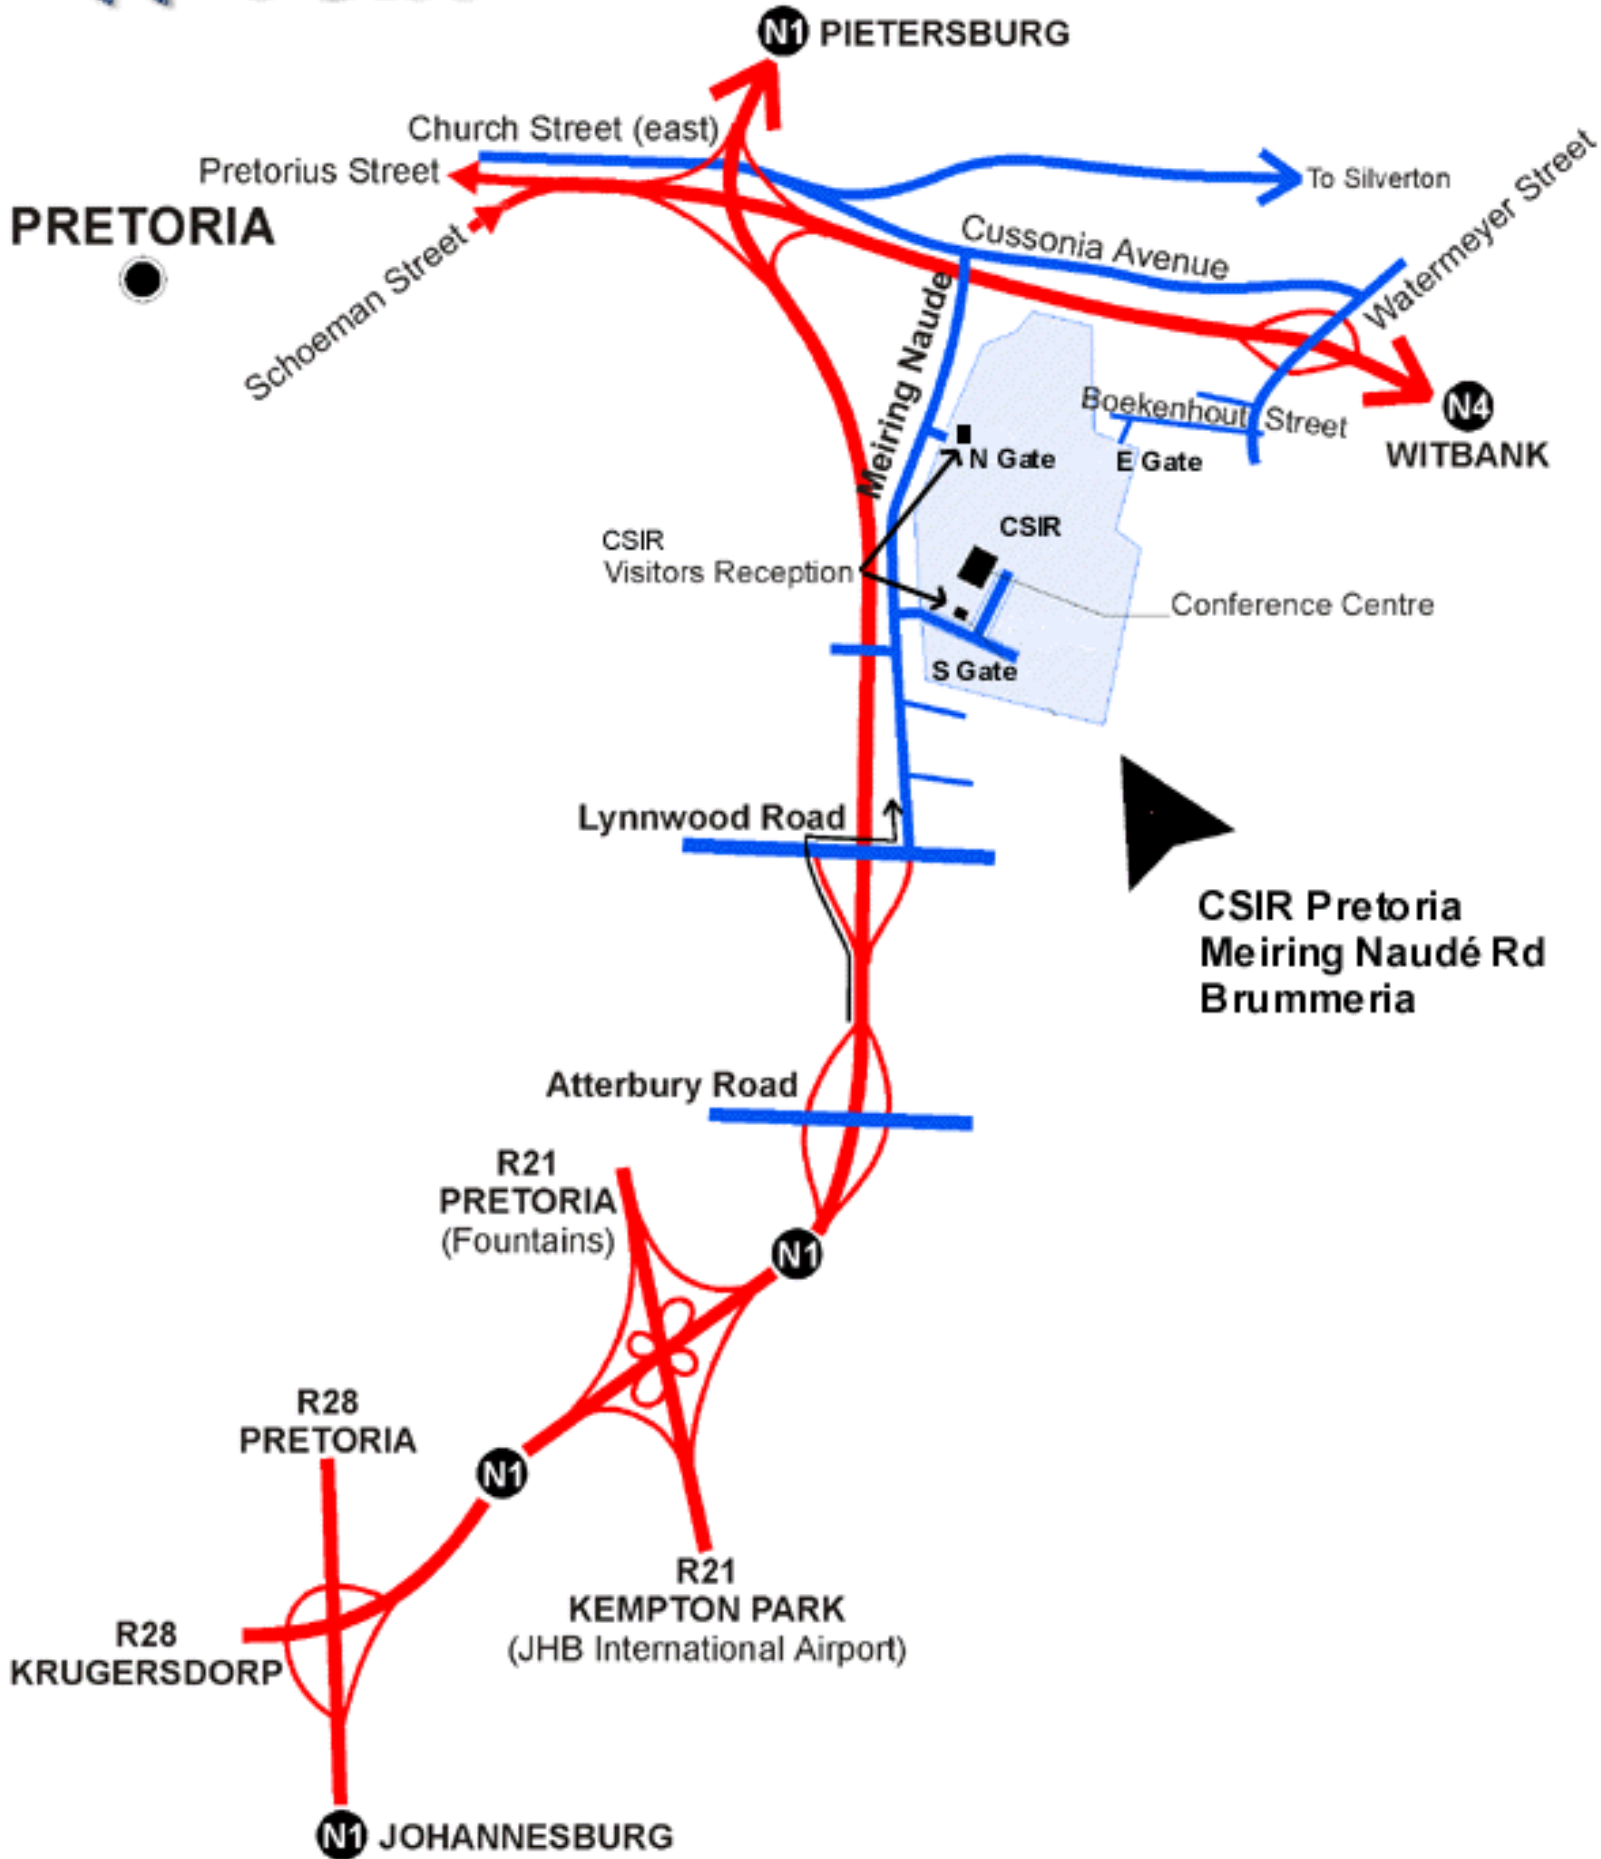 N1 PIETERSBURG
Church Street (east)
Pretorius Street
To Silverton
Watermeyer Street
PRETORIA
Cussonia Avenue
Schoeman Street
Meiring Naude
Boekenhout Street
N4
WITBANK
N Gate
E Gate
CSIR
CSIR
Visitors Reception
Conference Centre
S Gate
Lynnwood Road
CSIR Pretoria
Meiring Naudé Rd
Brummeria
Atterbury Road
R21
PRETORIA
(Fountains)
N1
R28
PRETORIA
N1
R21
KEMPTON PARK
(JHB International Airport)
R28
KRUGERSDORP
N1 JOHANNESBURG